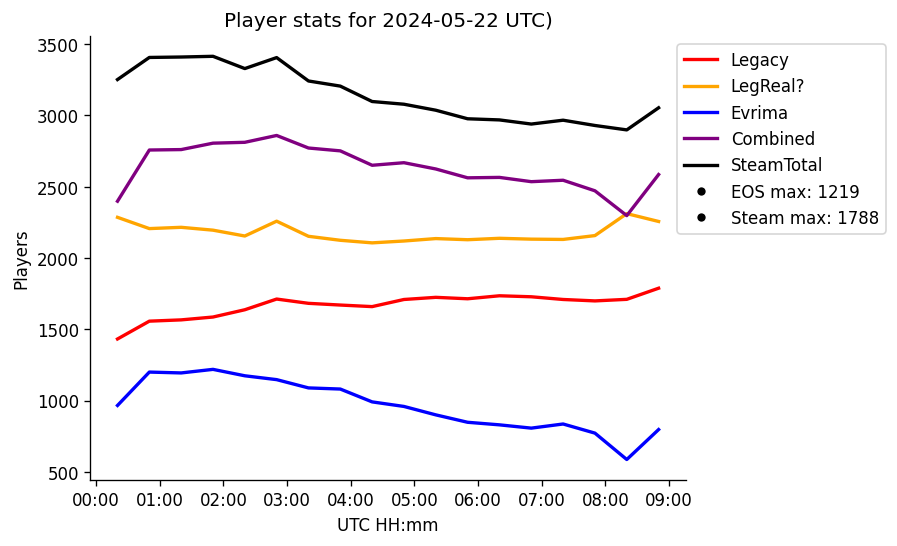 Player stats for 2024-05-22 UTC)
3500
3000
2500
2000
1500
1000
500
Players
00:00 01:00 02:00 03:00 04:00 05:00 06:00 07:00 08:00 09:00
UTC HH:mm
Legacy
LegReal?
Evrima
Combined
SteamTotal
EOS max: 1219
Steam max: 1788